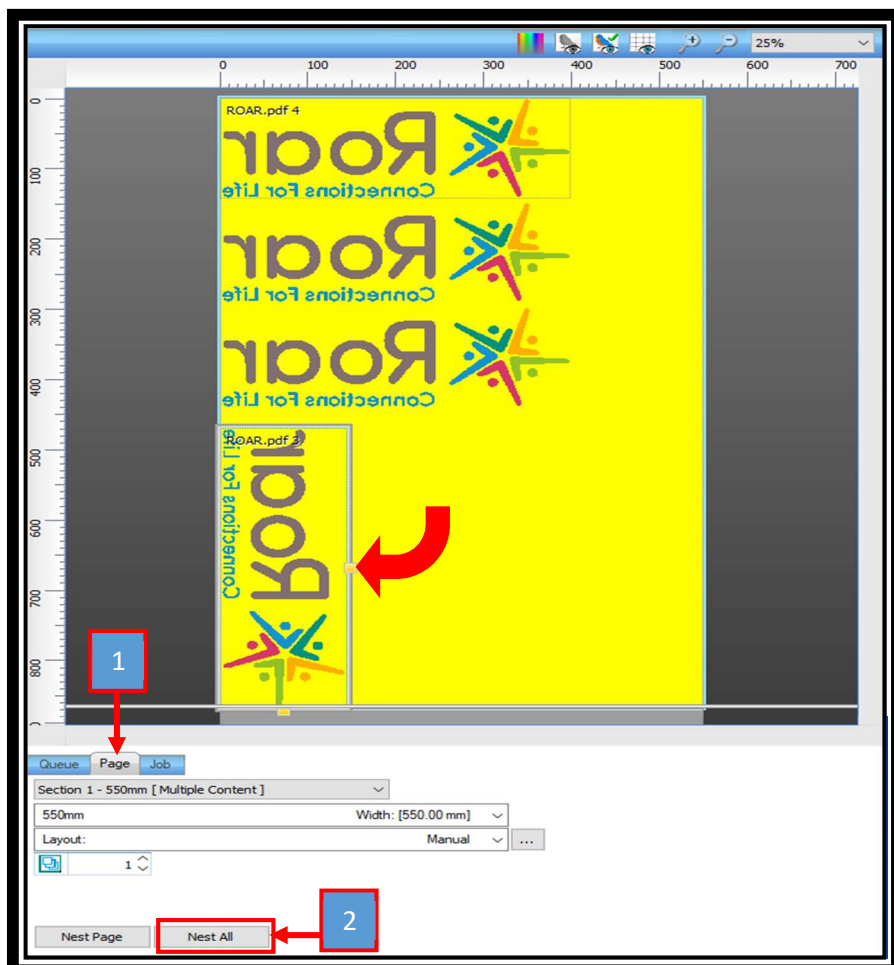 25%
0 100 200 300 400 500 600 700
0
100
200
300
400
500
600
700
800
ROAR.pdf 4
Roar
Connections For Life
Roar
Connections For Life
Roar
Connections For Life
ROAR.pdf 3
Roar
Connections For Life
1
Queue Page Job
Section 1 - 550mm [ Multiple Content ]
550mm Width: [550.00 mm]
Layout: Manual ...
1
Nest Page Nest All
2